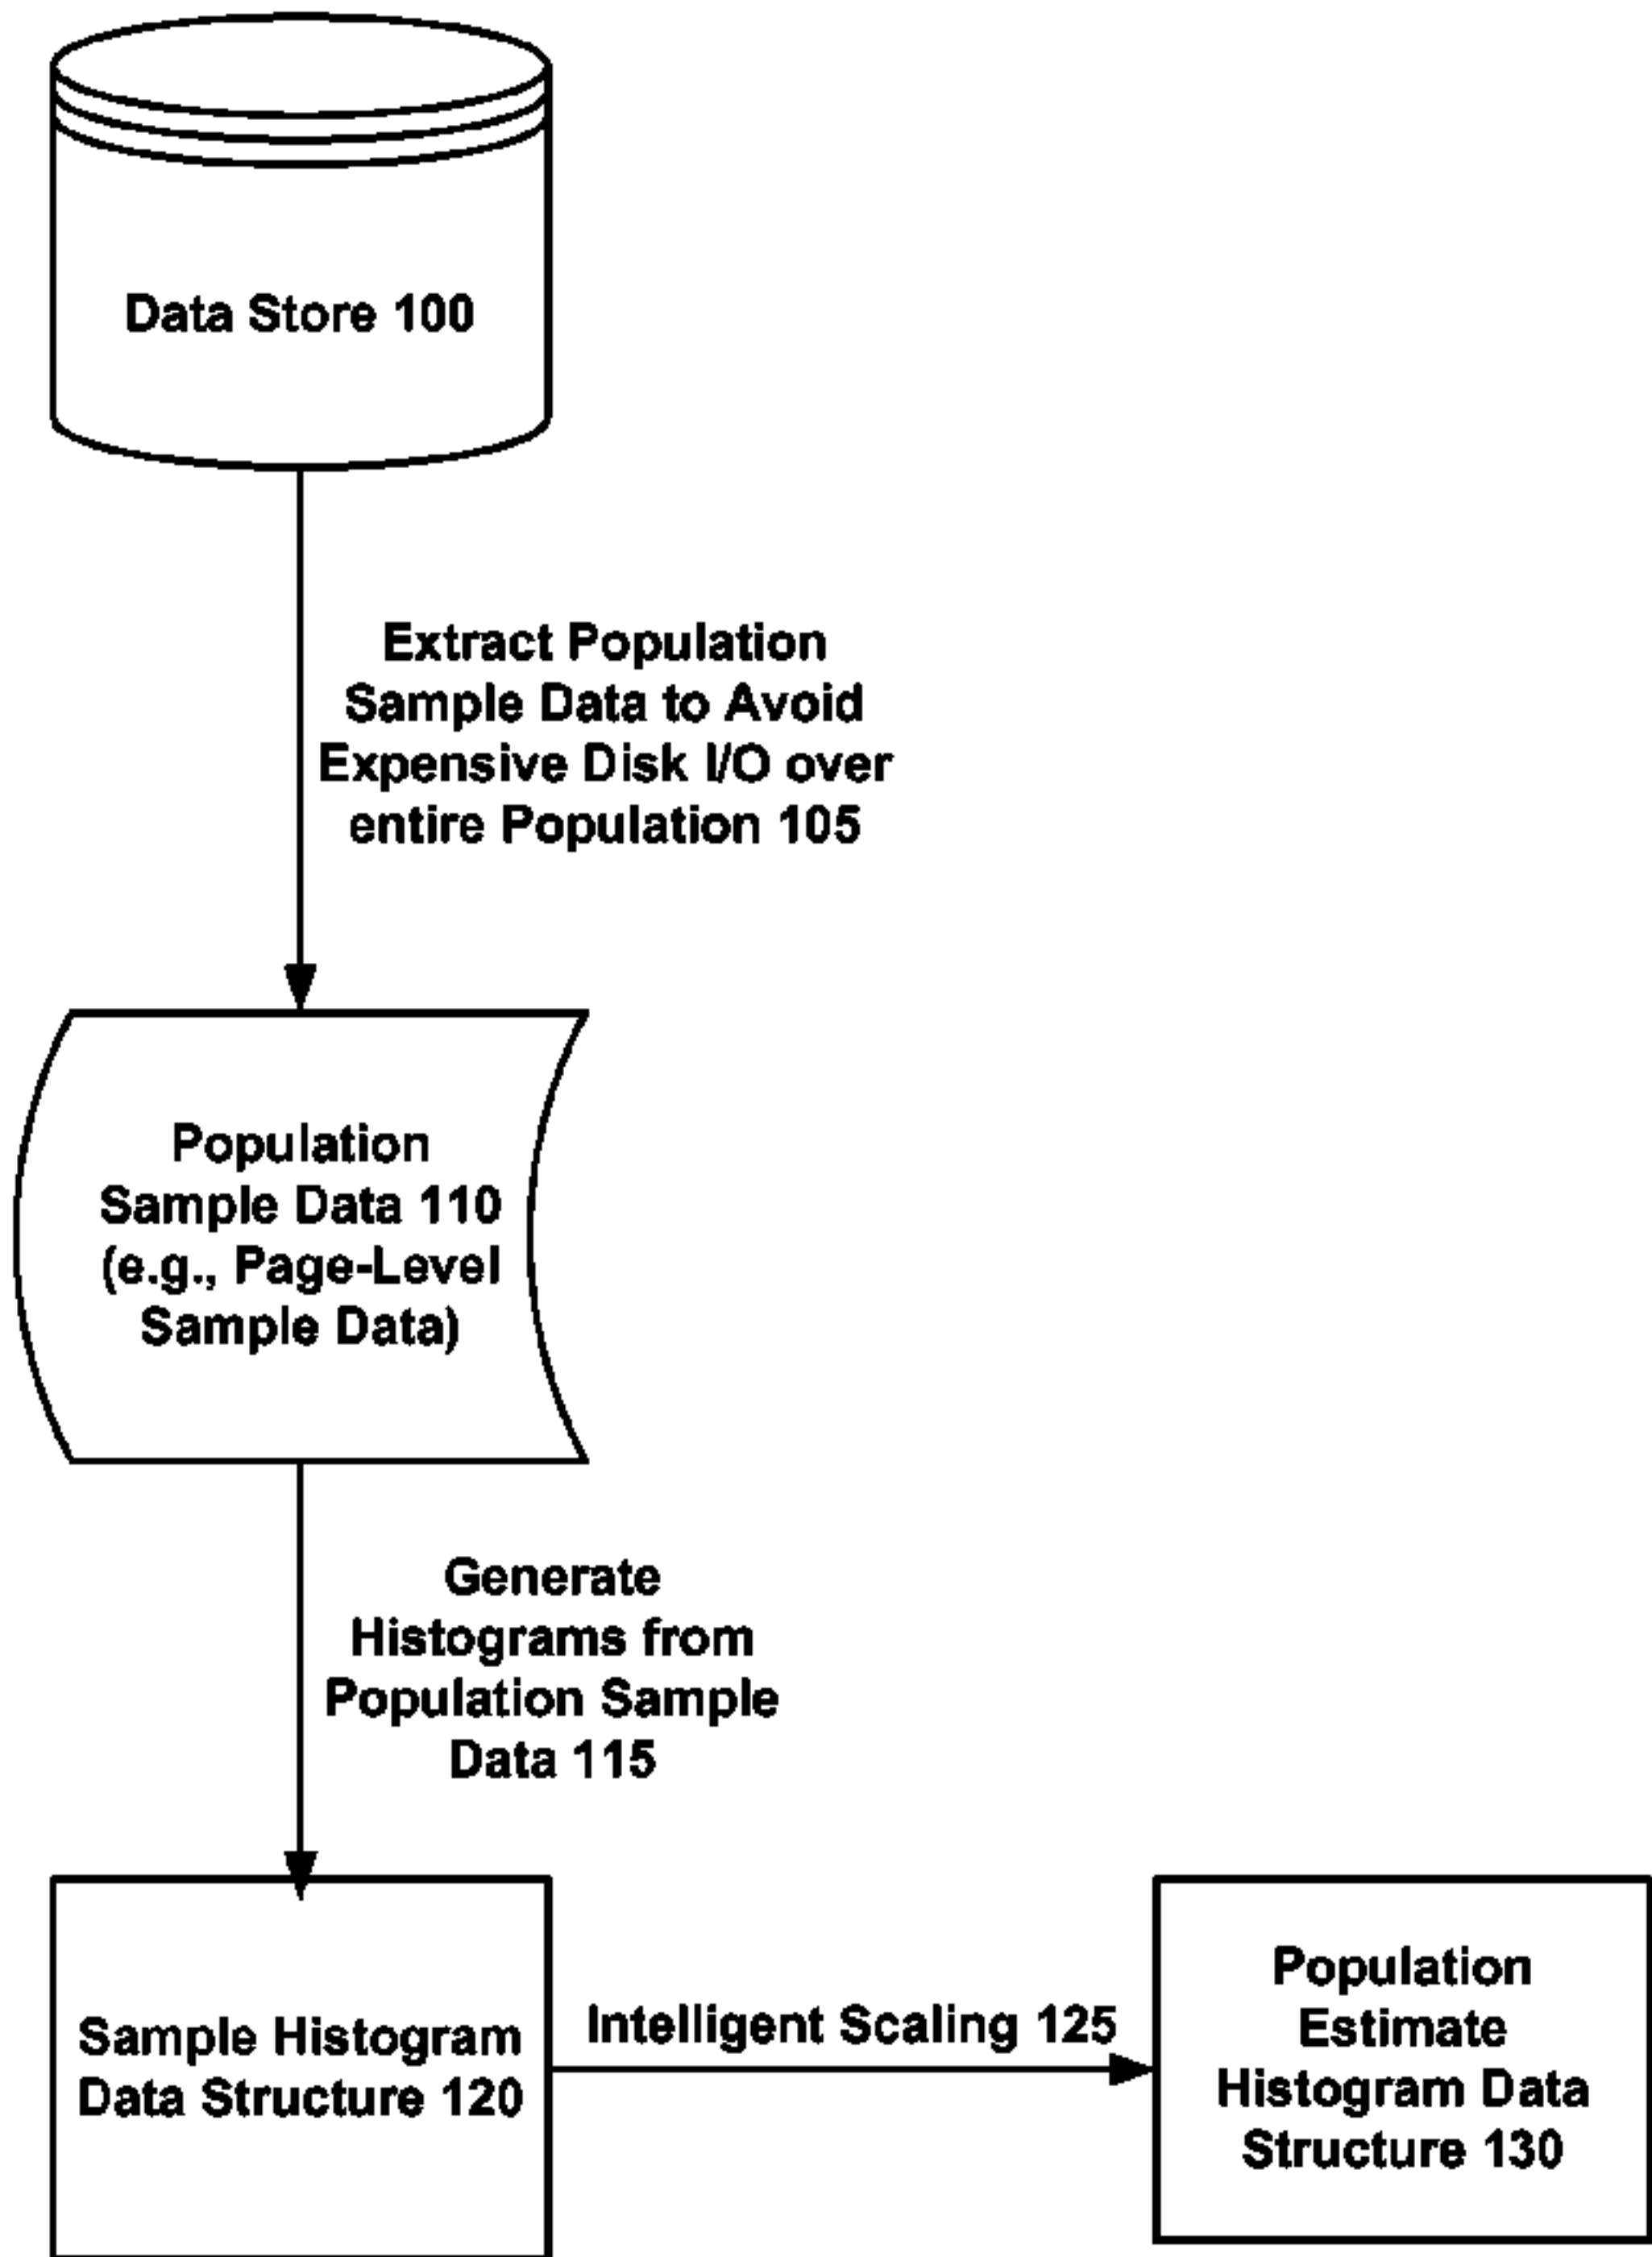 Data Store 100
Extract Population
Sample Data to Avoid
Expensive Disk I/O over
entire Population 105
Population
Sample Data 110
(e.g., Page-Level
Sample Data)
Generate
Histograms from
Population Sample
Data 115
Sample Histogram
Data Structure 120
Intelligent Scaling 125
Population
Estimate
Histogram Data
Structure 130